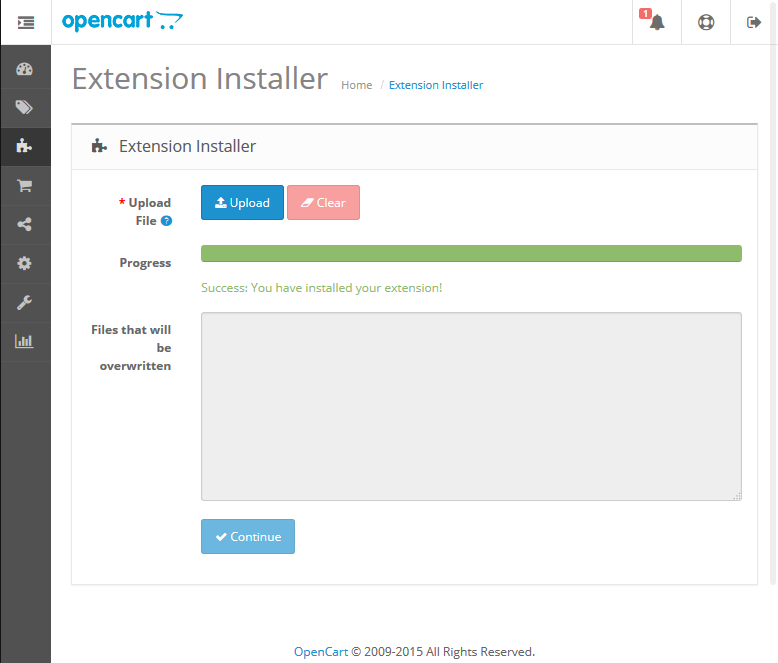 opencart
1
Extension Installer
Home / Extension Installer
Extension Installer
* Upload
File ?
Upload
Clear
Progress
Success: You have installed your extension!
Files that will
be
overwritten
Continue
OpenCart © 2009-2015 All Rights Reserved.